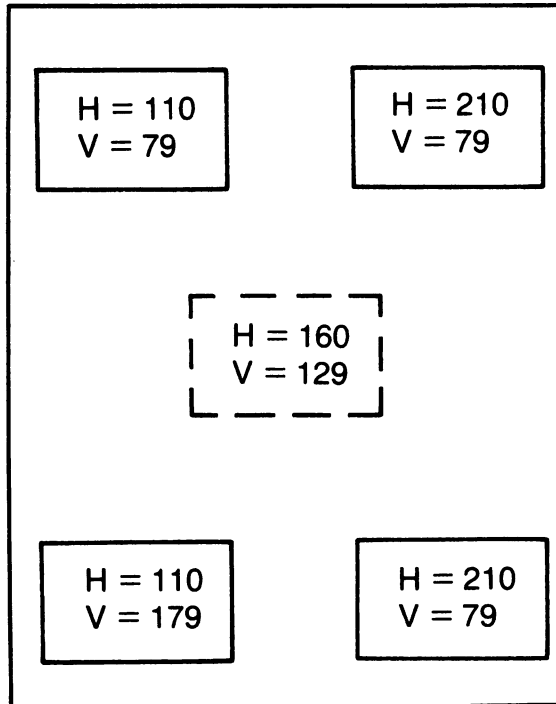 H = 110
V = 79
H = 210
V = 79
H = 160
V = 129
H = 110
V = 179
H = 210
V = 79